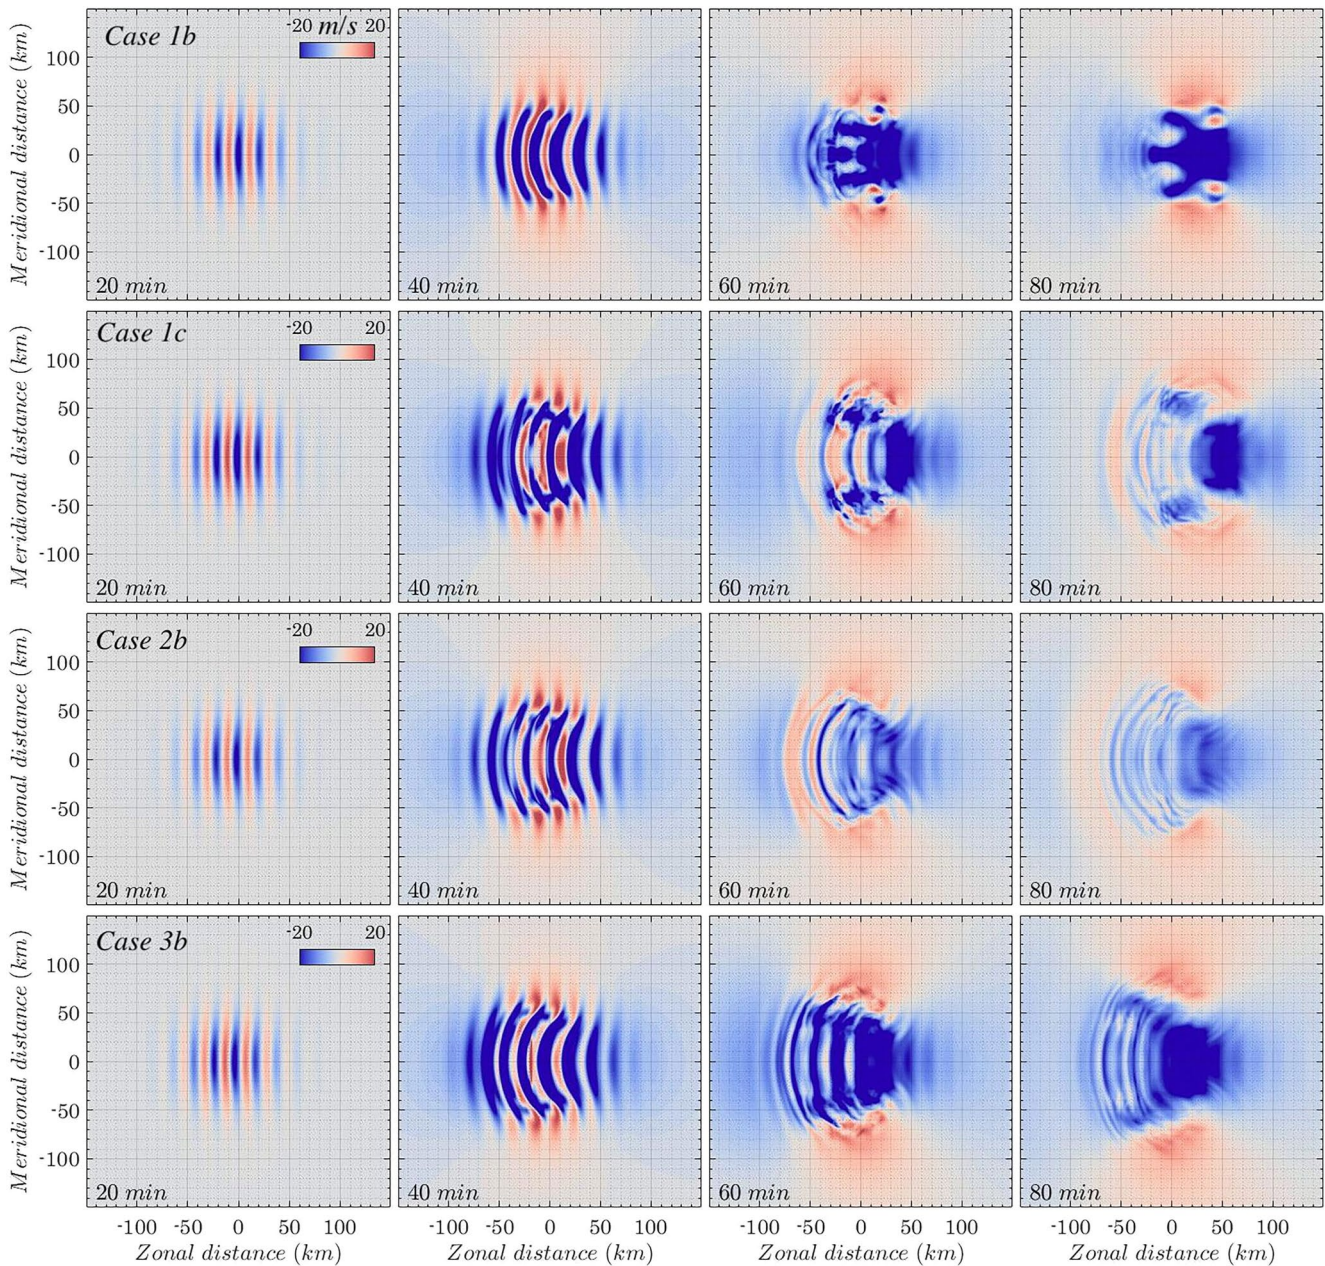 Case 1b
-20 m/s 20
Meridional distance (km)
100
50
0
-50
-100
20 min
40 min
60 min
80 min
Case 1c
-20 20
Meridional distance (km)
100
50
0
-50
-100
20 min
40 min
60 min
80 min
Case 2b
-20 20
Meridional distance (km)
100
50
0
-50
-100
20 min
40 min
60 min
80 min
Case 3b
-20 20
Meridional distance (km)
100
50
0
-50
-100
20 min
40 min
60 min
80 min
-100 -50 0 50 100
-100 -50 0 50 100
-100 -50 0 50 100
-100 -50 0 50 100
Zonal distance (km)
Zonal distance (km)
Zonal distance (km)
Zonal distance (km)